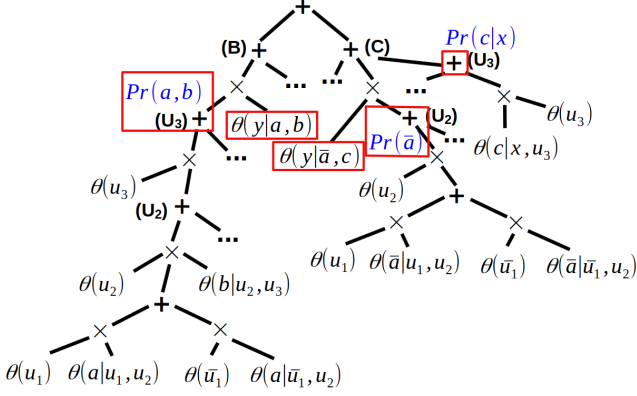 +
(B) + + (C) Pr(c|x)
+ (U₃)
Pr(a,b) × ... ... × ... ×
(U₃) + θ(y|a,b) + (U₂) θ(u₃)
Pr(ā) ... θ(c|x,u₃)
θ(y|ā,c)
× ... ×
θ(u₃) θ(u₂)
(U₂) + +
... × ×
× θ(u₁) θ(ā|u₁,u₂) θ(ū₁) θ(ā|ū₁,u₂)
θ(u₂) θ(b|u₂,u₃)
+
× ×
θ(u₁) θ(a|u₁,u₂) θ(ū₁) θ(a|ū₁,u₂)